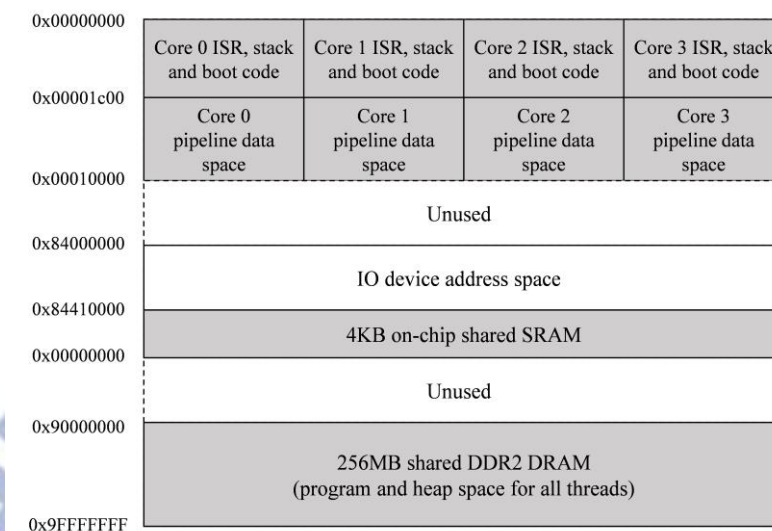 0x00000000
Core 0 ISR, stack
and boot code
Core 1 ISR, stack
and boot code
Core 2 ISR, stack
and boot code
Core 3 ISR, stack
and boot code
0x00001c00
Core 0
pipeline data
space
Core 1
pipeline data
space
Core 2
pipeline data
space
Core 3
pipeline data
space
0x00010000
Unused
0x84000000
IO device address space
0x84410000
4KB on-chip shared SRAM
0x00000000
Unused
0x90000000
256MB shared DDR2 DRAM
(program and heap space for all threads)
0x9FFFFFFF